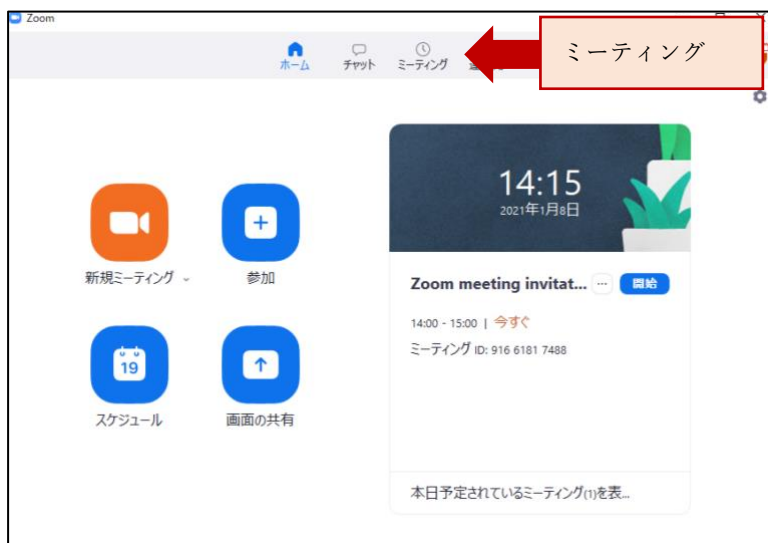 Zoom
ホーム
チャット
ミーティング
ミーティング
14:15
2021年1月8日
新規ミーティング
参加
Zoom meeting invitat... ... 開始
14:00 - 15:00 | 今すぐ
ミーティング ID: 916 6181 7488
19
スケジュール
画面の共有
本日予定されているミーティング(1)を表...